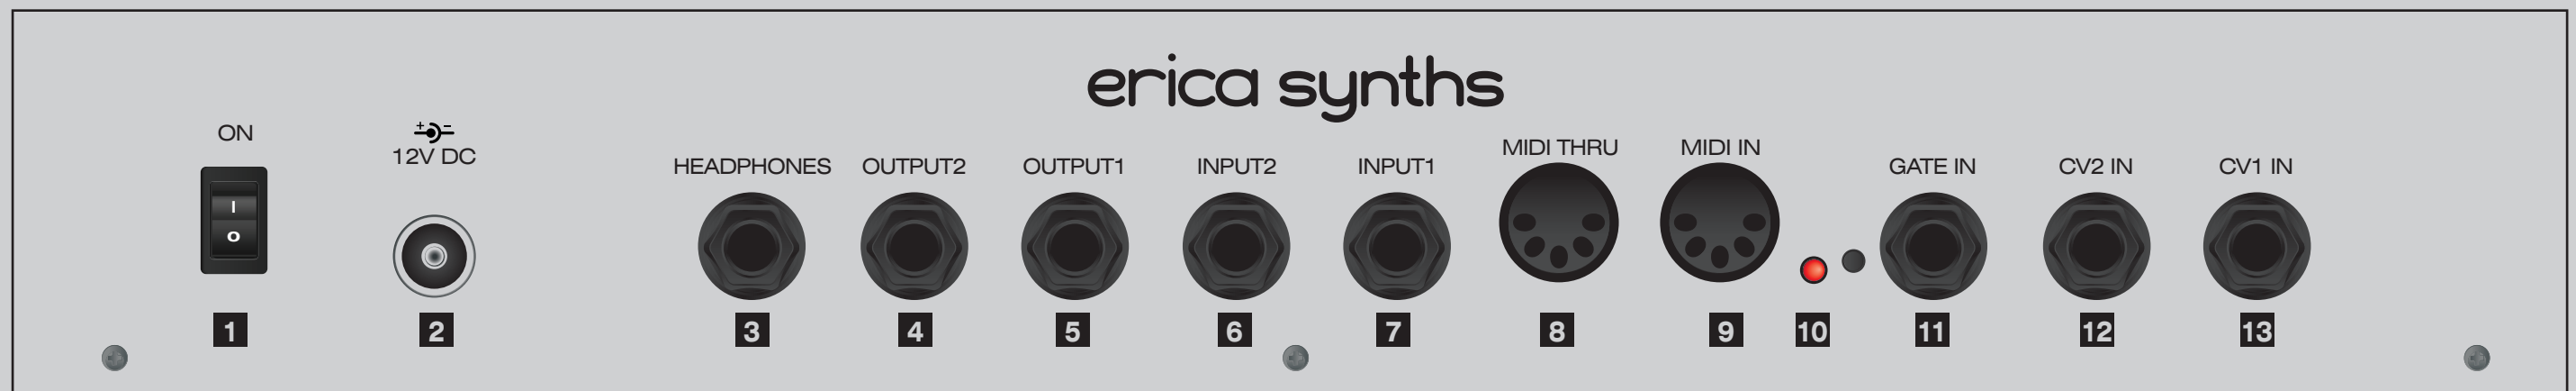 erica synths
ON
+ −
12V DC
HEADPHONES OUTPUT2 OUTPUT1 INPUT2 INPUT1 MIDI THRU MIDI IN GATE IN CV2 IN CV1 IN
I
O
1 2 3 4 5 6 7 8 9 10 11 12 13